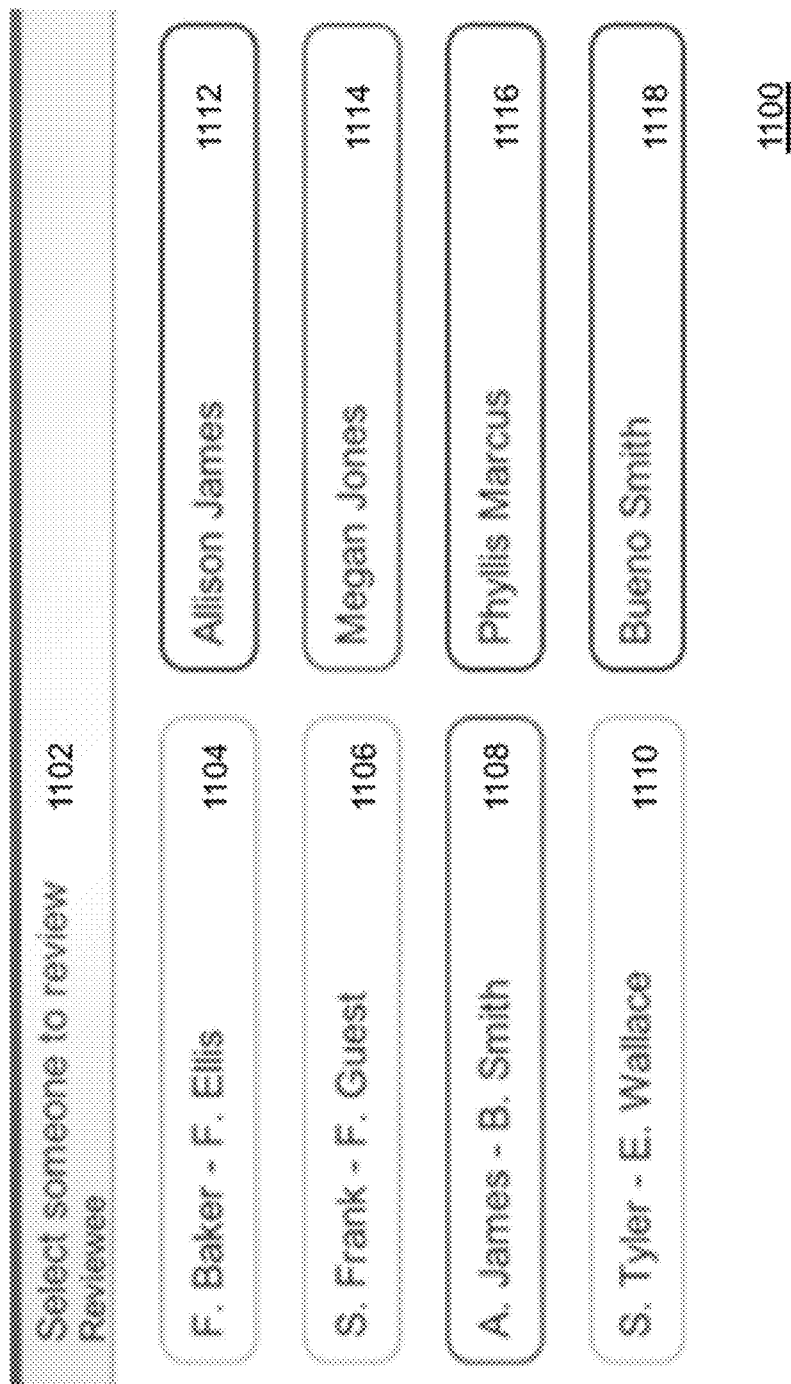 Select someone to review 1102
Reviewee
F. Baker - F. Ellis 1104
Allison James 1112
S. Frank - F. Guest 1106
Megan Jones 1114
A. James - B. Smith 1108
Phyllis Marcus 1116
S. Tyler - E. Wallace 1110
Bueno Smith 1118
1100